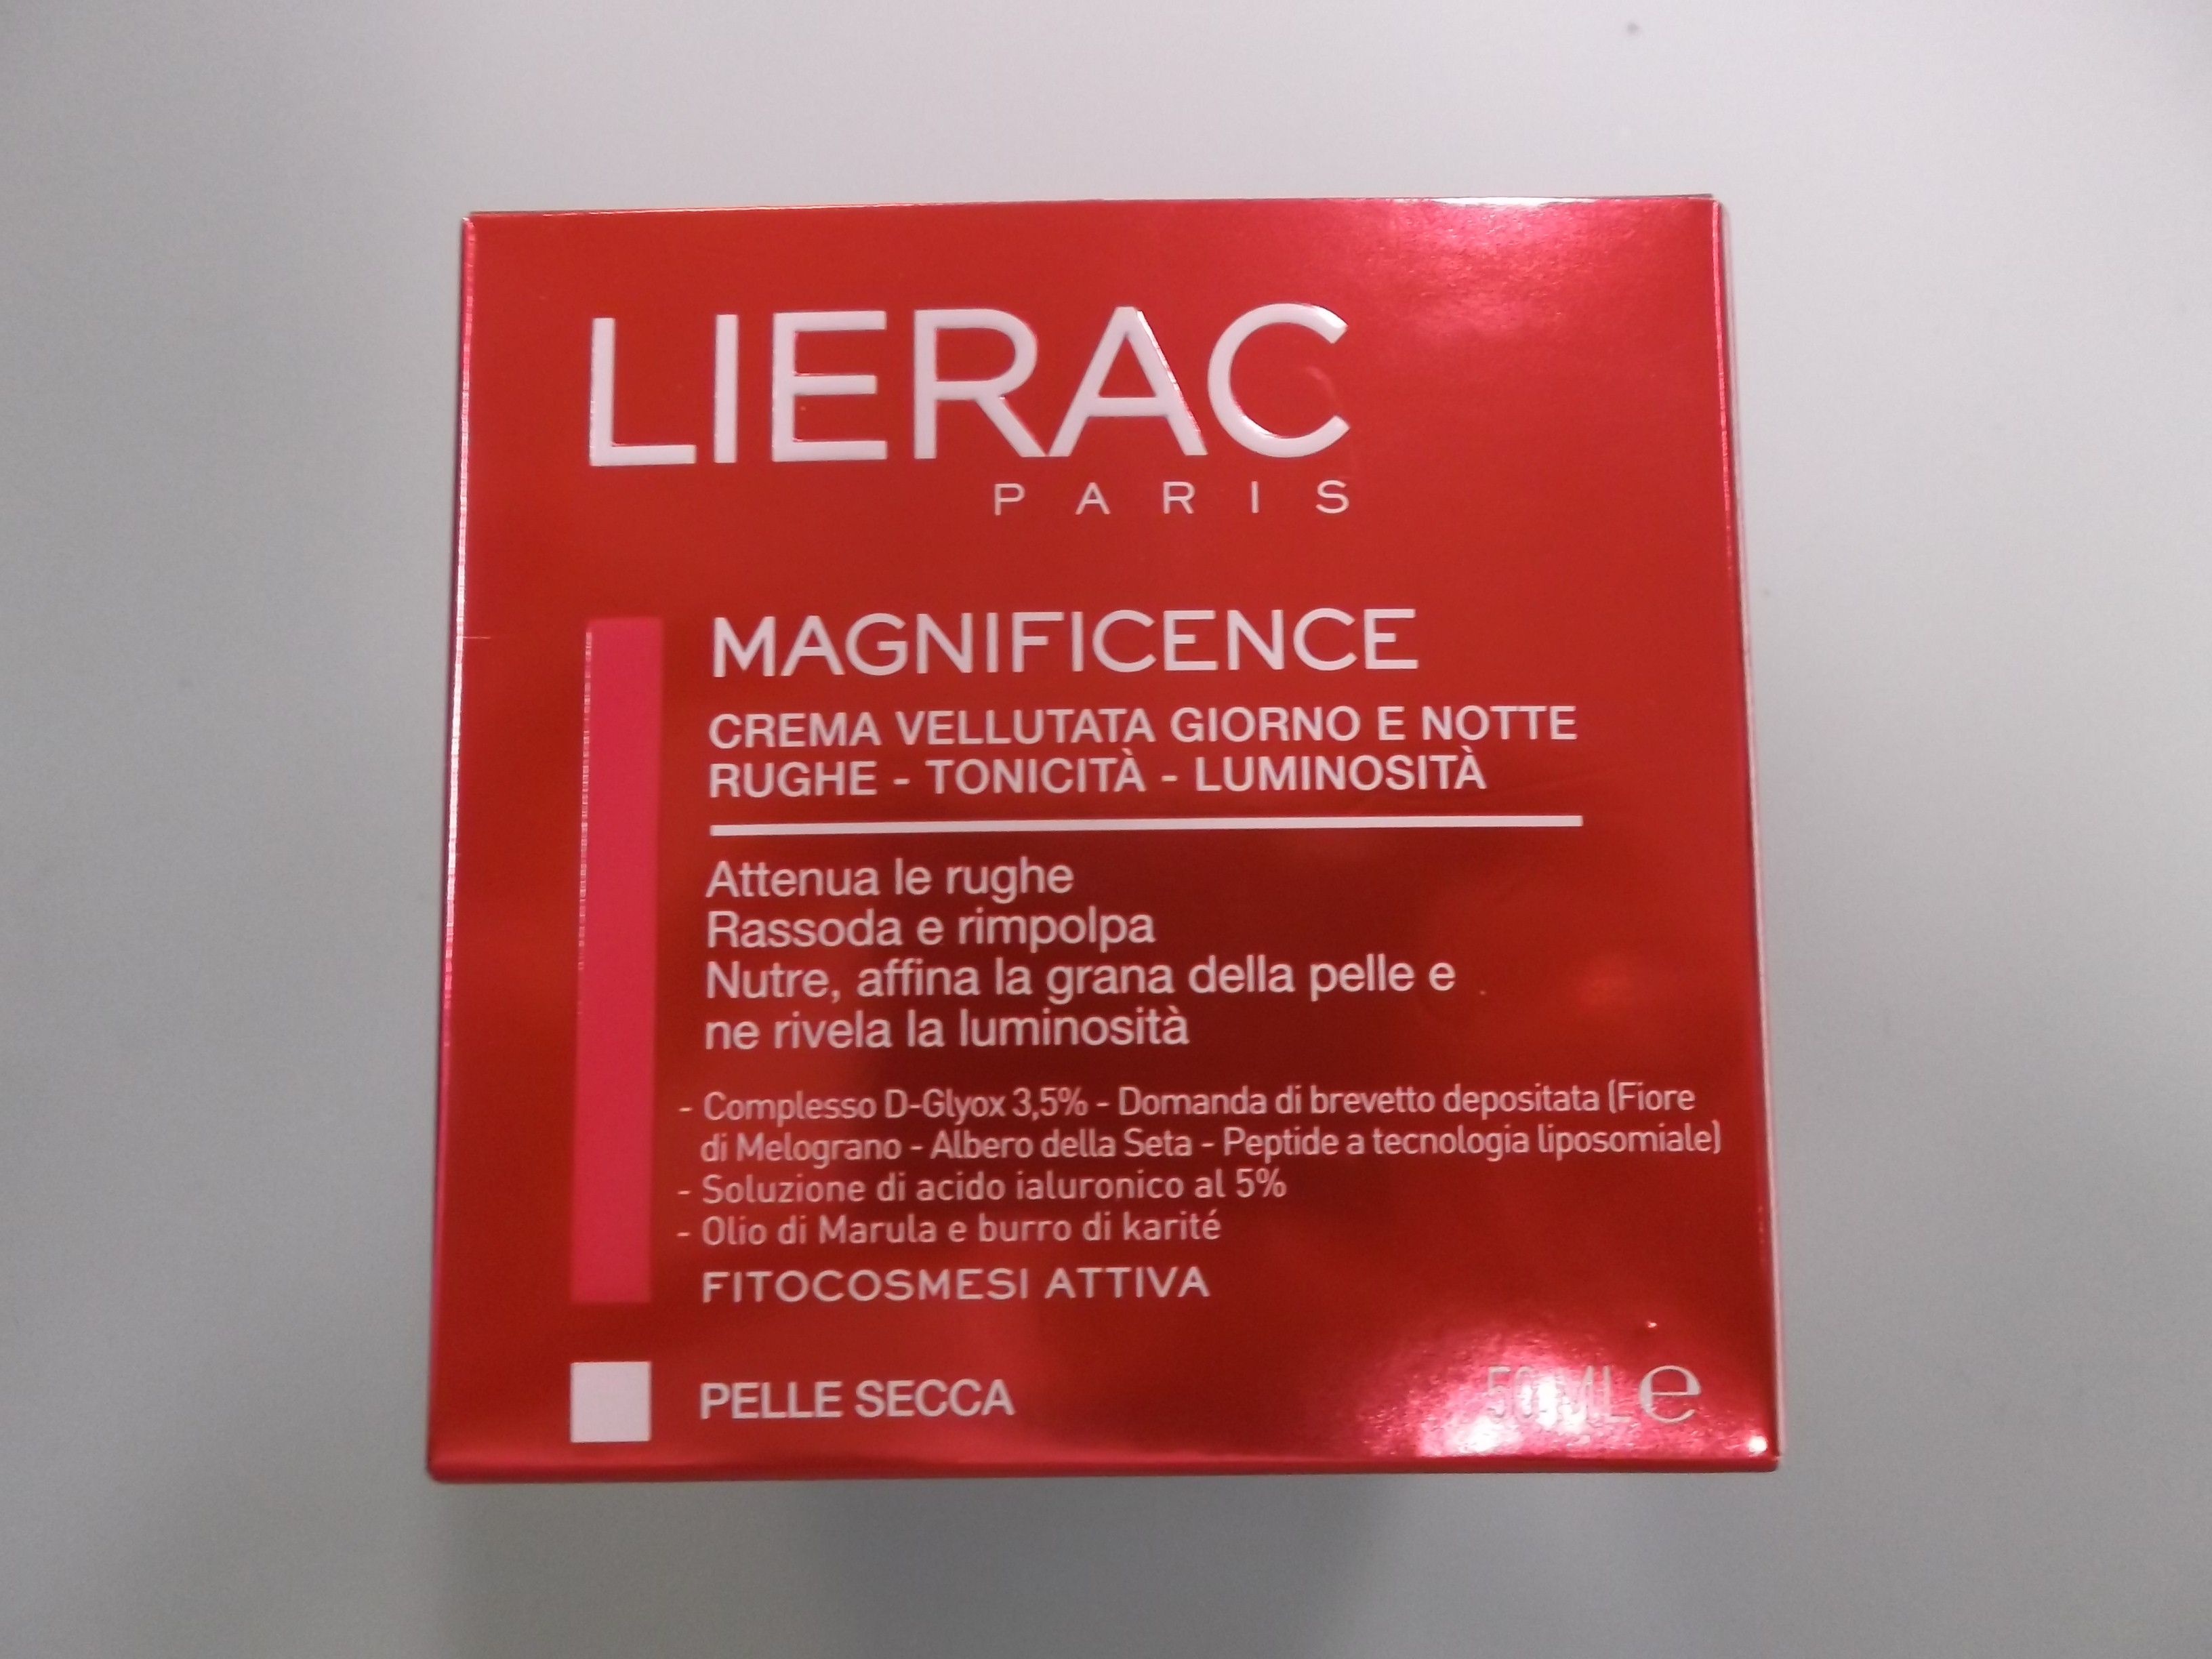 LIERAC
PARIS
MAGNIFICENCE
CREMA VELLUTATA GIORNO E NOTTE
RUGHE - TONICITÀ - LUMINOSITÀ
Attenua le rughe
Rassoda e rimpolpa
Nutre, affina la grana della pelle e
ne rivela la luminosità
- Complesso D-Glyox 3,5% - Domanda di brevetto depositata (Fiore
di Melograno - Albero della Seta - Peptide a tecnologia liposomiale)
- Soluzione di acido ialuronico al 5%
- Olio di Marula e burro di karité
FITOCOSMESI ATTIVA
PELLE SECCA
50 ML e